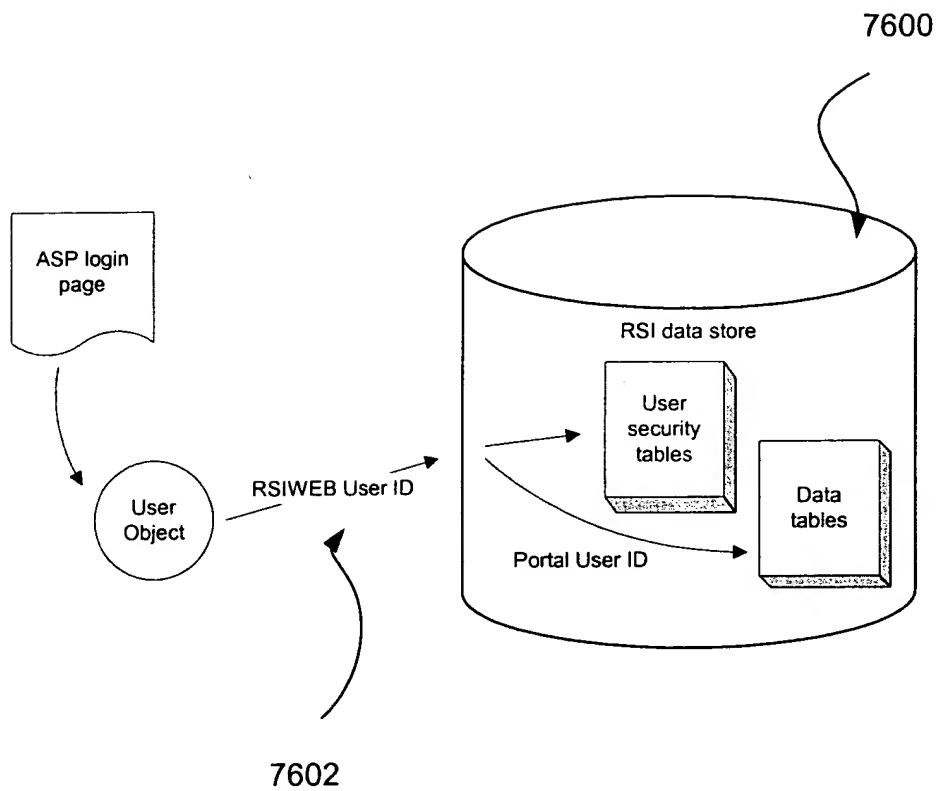 7600
ASP login
page
RSI data store
User
security
tables
RSIWEB User ID
User
Object
Data
tables
Portal User ID
7602